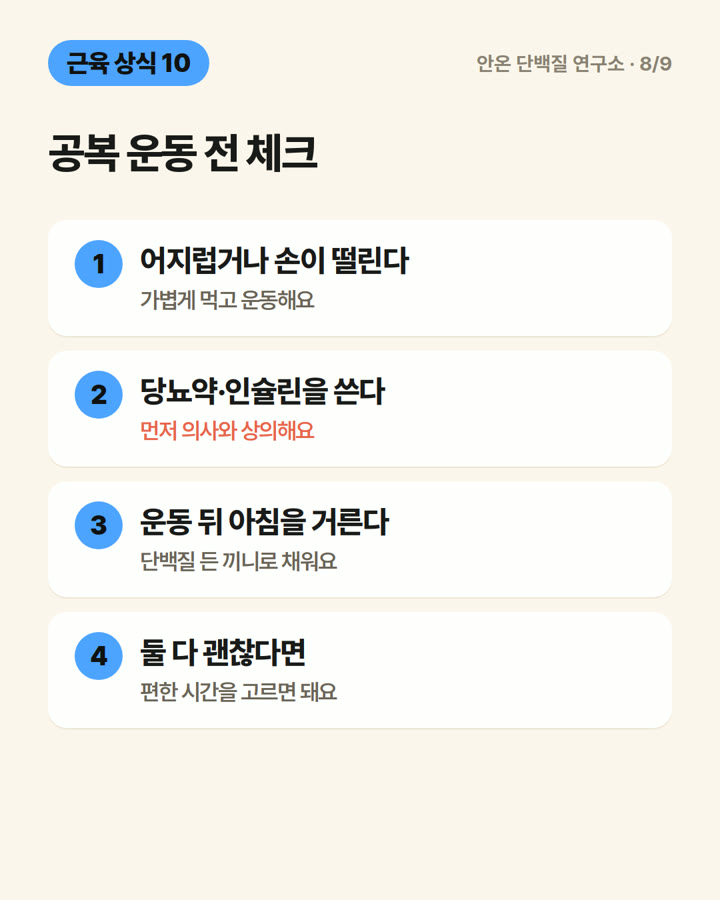 근육 상식 10
안온 단백질 연구소 · 8/9
공복 운동 전 체크
1
어지럽거나 손이 떨린다
가볍게 먹고 운동해요
2
당뇨약·인슐린을 쓴다
먼저 의사와 상의해요
3
운동 뒤 아침을 거른다
단백질 든 끼니로 채워요
4
둘 다 괜찮다면
편한 시간을 고르면 돼요